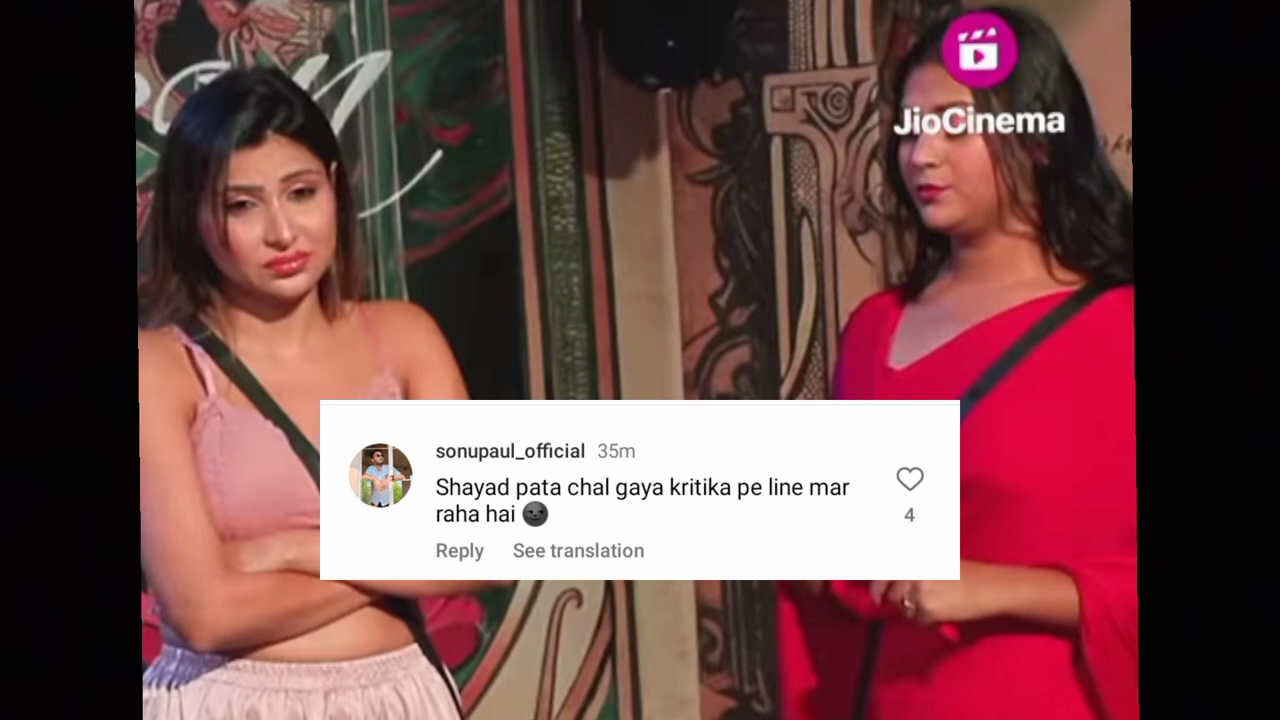 JioCinema
sonupaul_official 35m
Shayad pata chal gaya kritika pe line mar
raha hai 🌚
4
Reply See translation